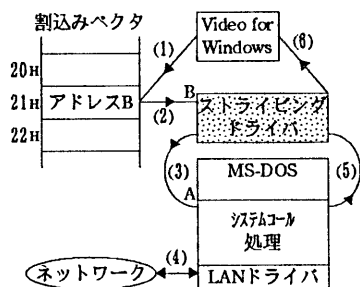 割込みベクタ
20H
21H
22H
アドレスB
(1)
(2)
Video for
Windows
(6)
B
ストライピング
ドライバ
(3)
(5)
MS-DOS
A
システムコール
処理
(4)
ネットワーク
LANドライバ